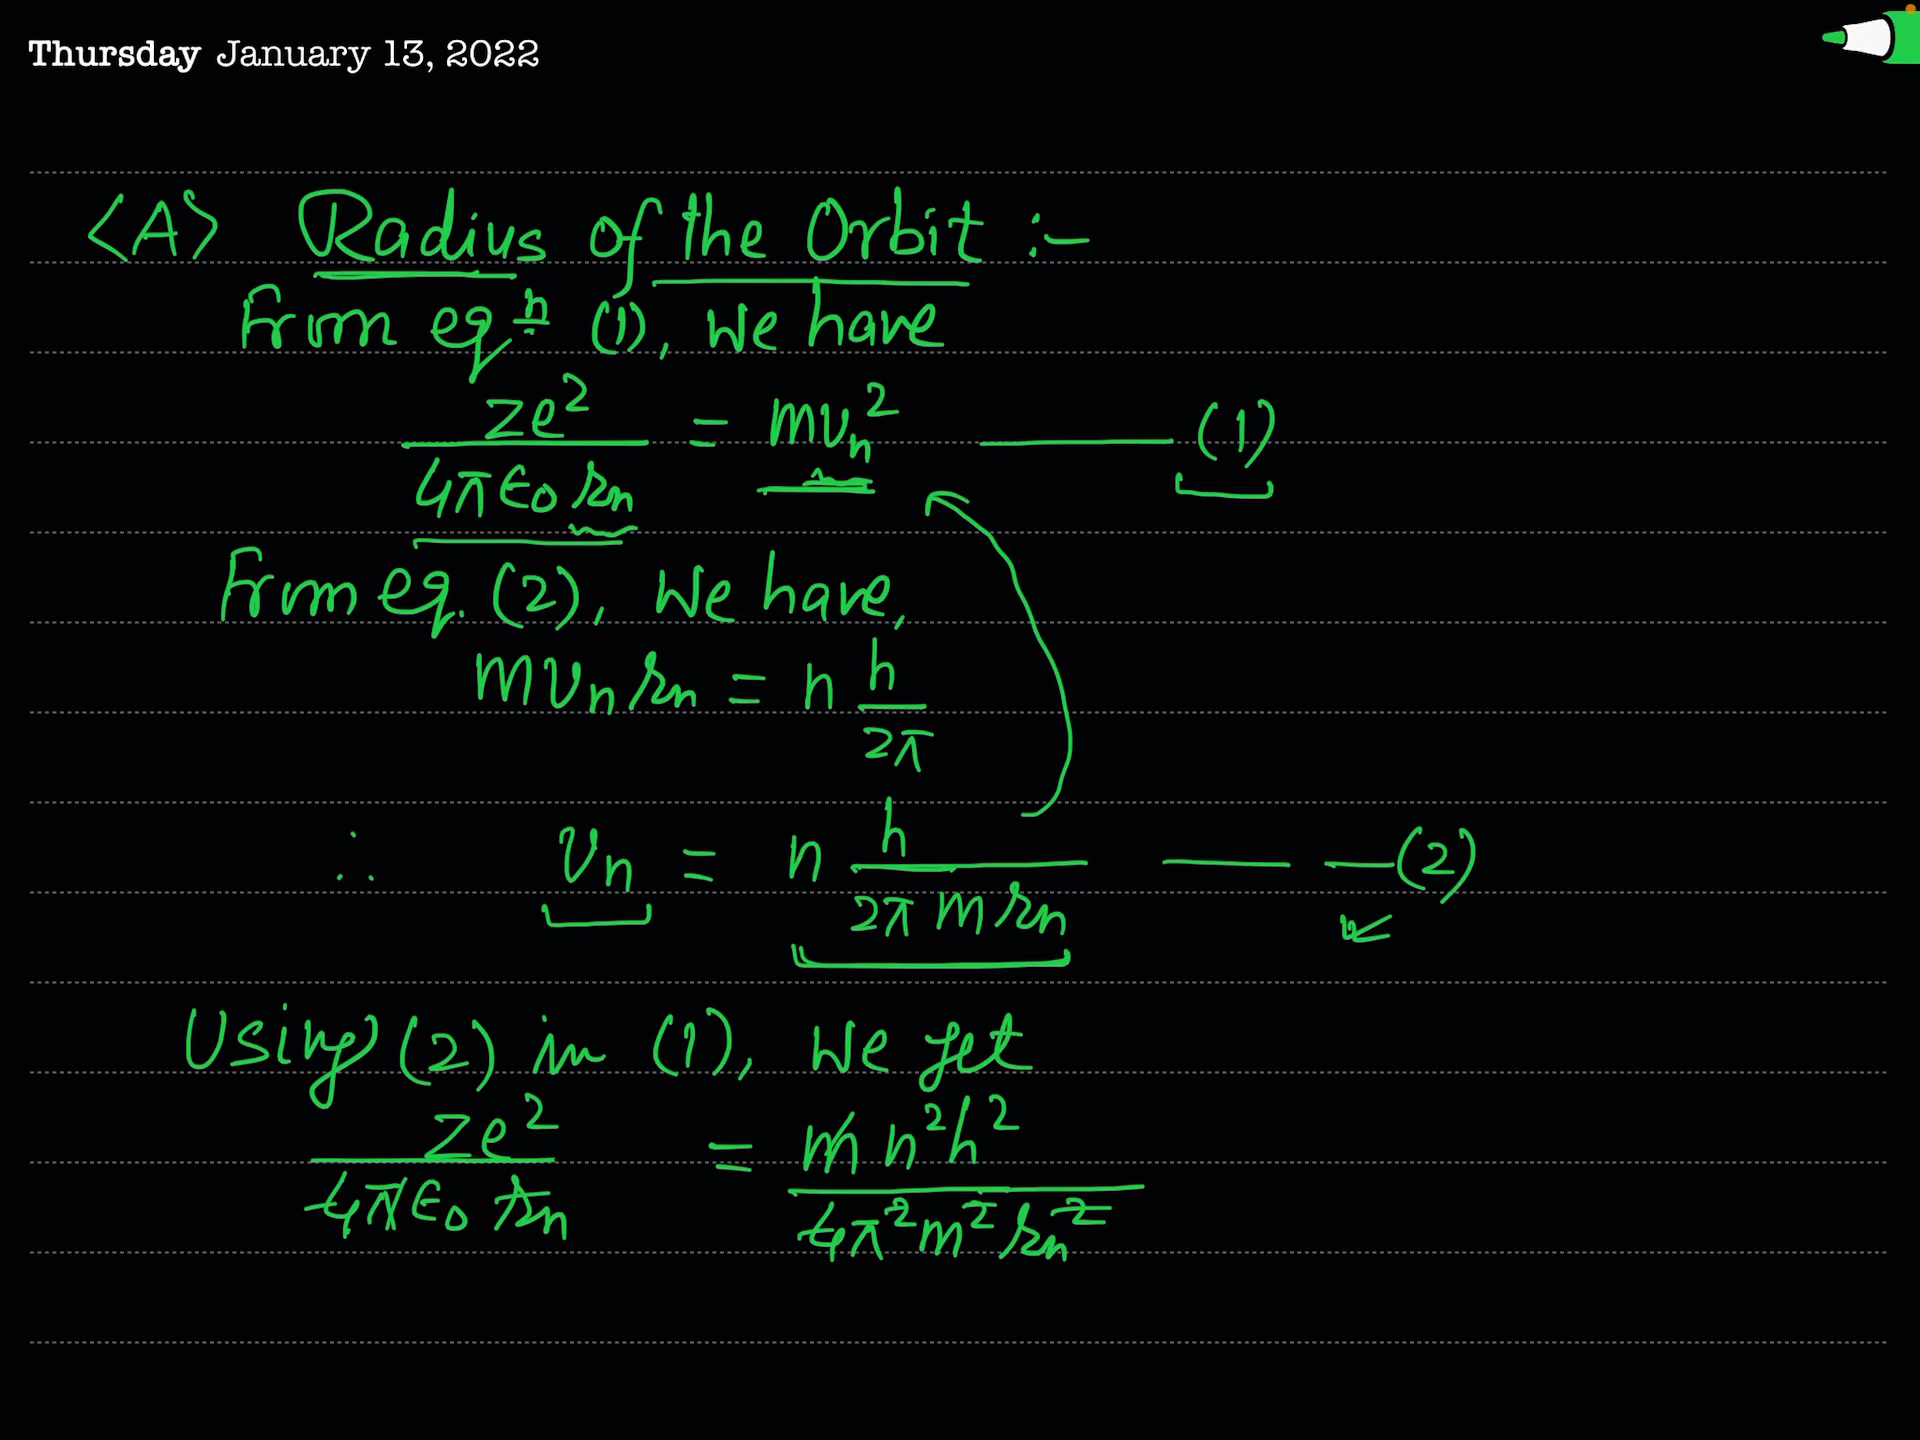 Thursday January 13, 2022
<A> Radius of the Orbit :-
From eqⁿ (1), We have
ze²/4πϵ₀rₙ = mvₙ² ——— (1)
From eq. (2), We have,
mvₙrₙ = n h/2π
∴ vₙ = n h/2πmrₙ —— —(2)
Using (2) in (1), We get
ze²/4πϵ₀rₙ = mn²h²/4π²m²rₙ²